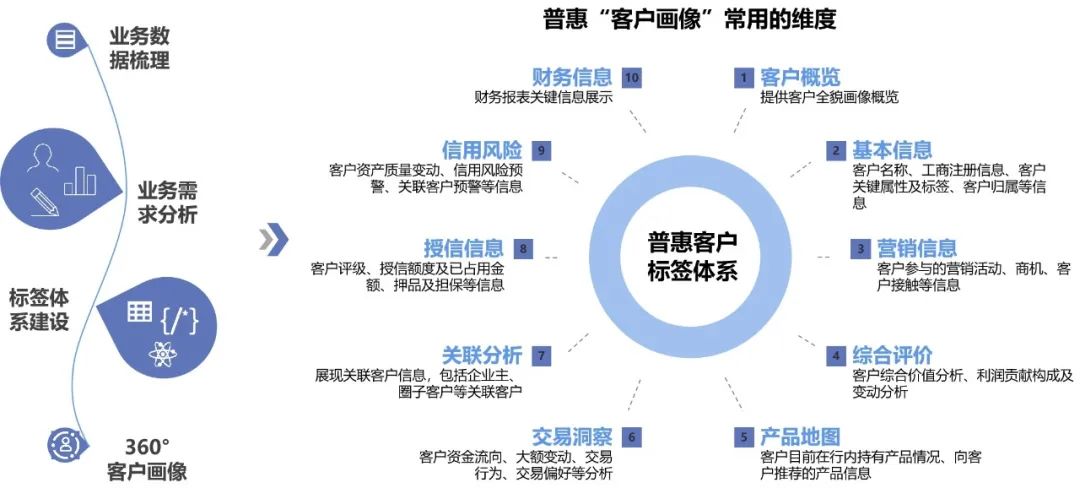 业务数
据梳理
业务需
求分析
标签体
系建设
{/*}
360°
客户画像
普惠“客户画像”常用的维度
普惠客户
标签体系
1
客户概览
提供客户全貌画像概览
2
基本信息
客户名称、工商注册信息、客户
关键属性及标签、客户归属等信
息
3
营销信息
客户参与的营销活动、商机、客
户接触等信息
4
综合评价
客户综合价值分析、利润贡献构成及
变动分析
5
产品地图
客户目前在行内持有产品情况、向客
户推荐的产品信息
6
交易洞察
客户资金流向、大额变动、交易
行为、交易偏好等分析
7
关联分析
展现关联客户信息，包括企业主、
圈子客户等关联客户
8
授信信息
客户评级、授信额度及已占用金
额、押品及担保等信息
9
信用风险
客户资产质量变动、信用风险预
警、关联客户预警等信息
10
财务信息
财务报表关键信息展示